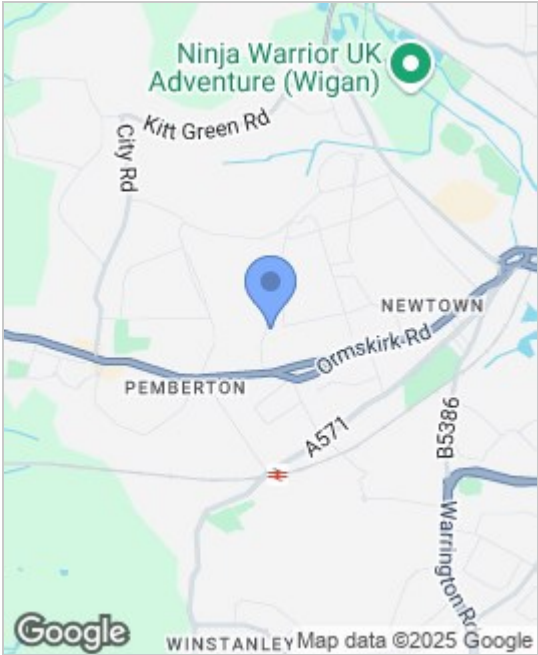 Ninja Warrior UK
Adventure (Wigan)
Kitt Green Rd
City Rd
NEWTOWN
Ormskirk Rd
PEMBERTON
A571
B5386
Warrington Rd
WINSTANLEY
Google
Map data ©2025 Google